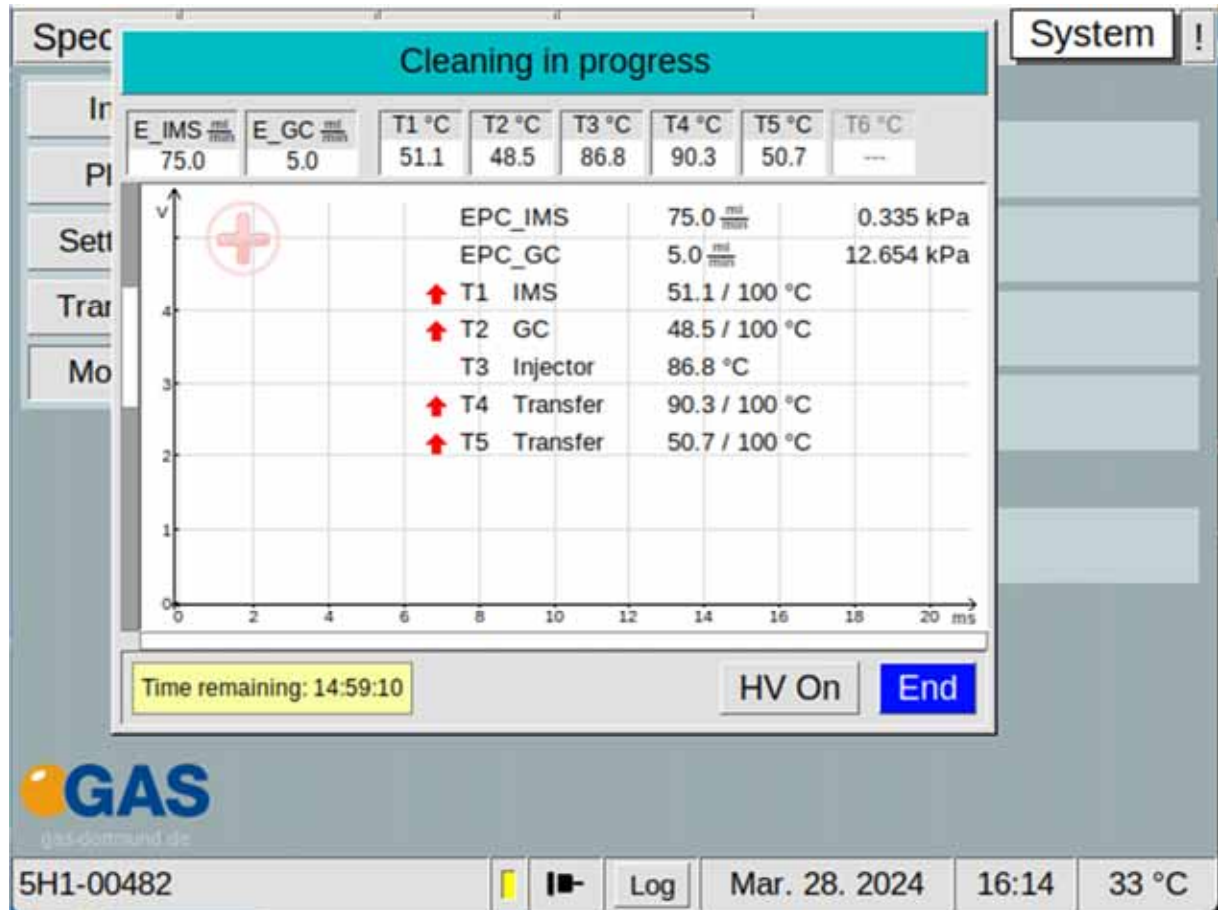 Spec
System !
Cleaning in progress
In
Pl
Sett
Tran
Mo
E_IMS ml/min E_GC ml/min T1 °C T2 °C T3 °C T4 °C T5 °C T6 °C
75.0 5.0 51.1 48.5 86.8 90.3 50.7 ---
V
4
3
2
1
0
EPC_IMS 75.0 ml/min 0.335 kPa
EPC_GC 5.0 ml/min 12.654 kPa
T1 IMS 51.1 / 100 °C
T2 GC 48.5 / 100 °C
T3 Injector 86.8 °C
T4 Transfer 90.3 / 100 °C
T5 Transfer 50.7 / 100 °C
0 2 4 6 8 10 12 14 16 18 20 ms
Time remaining: 14:59:10 HV On End
GAS
gas-dortmund.de
5H1-00482 Log Mar. 28. 2024 16:14 33 °C